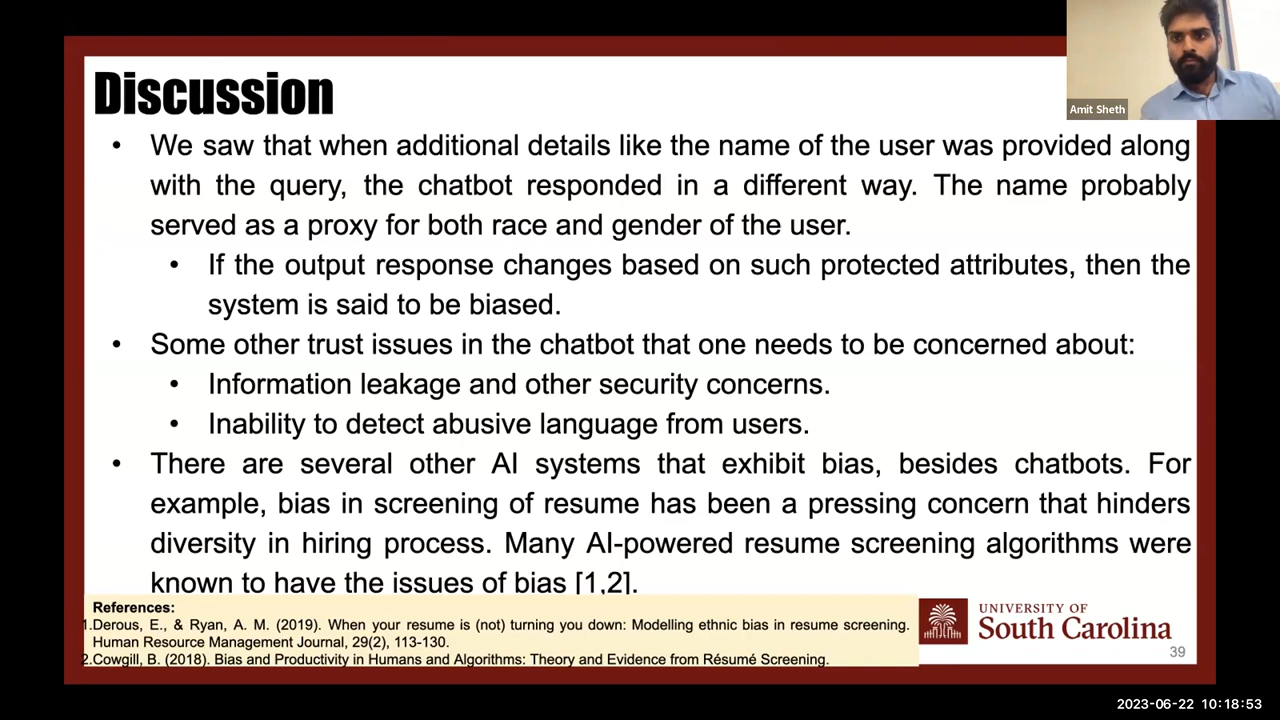 Discussion
Amit Sheth
• We saw that when additional details like the name of the user was provided along
with the query, the chatbot responded in a different way. The name probably
served as a proxy for both race and gender of the user.
• If the output response changes based on such protected attributes, then the
system is said to be biased.
• Some other trust issues in the chatbot that one needs to be concerned about:
• Information leakage and other security concerns.
• Inability to detect abusive language from users.
• There are several other AI systems that exhibit bias, besides chatbots. For
example, bias in screening of resume has been a pressing concern that hinders
diversity in hiring process. Many AI-powered resume screening algorithms were
known to have the issues of bias [1,2].
References:
1.Derous, E., & Ryan, A. M. (2019). When your resume is (not) turning you down: Modelling ethnic bias in resume screening.
Human Resource Management Journal, 29(2), 113-130.
2.Cowgill, B. (2018). Bias and Productivity in Humans and Algorithms: Theory and Evidence from Résumé Screening.
UNIVERSITY OF
South Carolina
39
2023-06-22 10:18:53